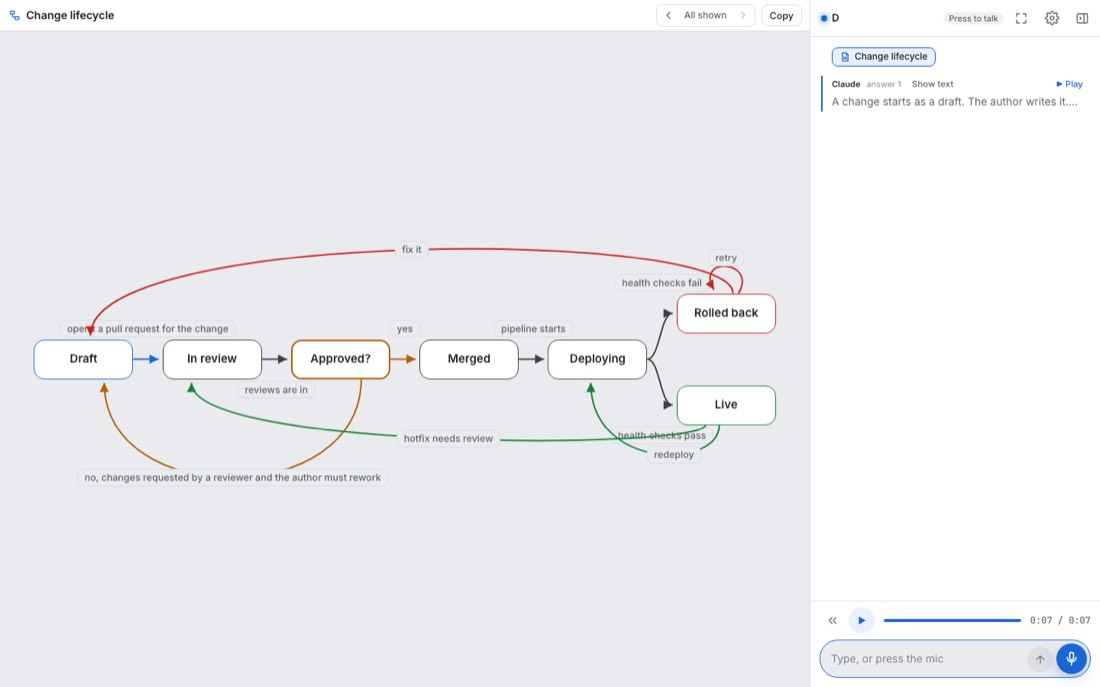 Change lifecycle
All shown
Copy
fix it
retry
health checks fail
Rolled back
opens a pull request for the change
yes
pipeline starts
Draft
In review
Approved?
Merged
Deploying
reviews are in
Live
hotfix needs review
health checks pass
redeploy
no, changes requested by a reviewer and the author must rework
D
Press to talk
Change lifecycle
Claude answer 1 Show text Play
A change starts as a draft. The author writes it....
0:07 / 0:07
Type, or press the mic